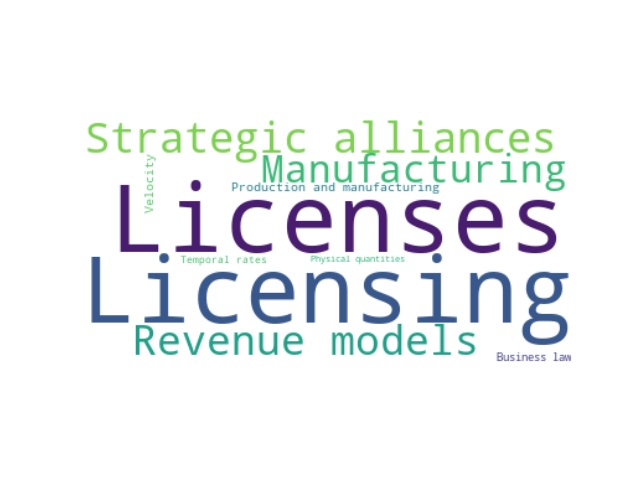 Strategic alliances
Manufacturing
Velocity
Production and manufacturing
Licenses
Temporal rates
Physical quantities
Licensing
Revenue models
Business law